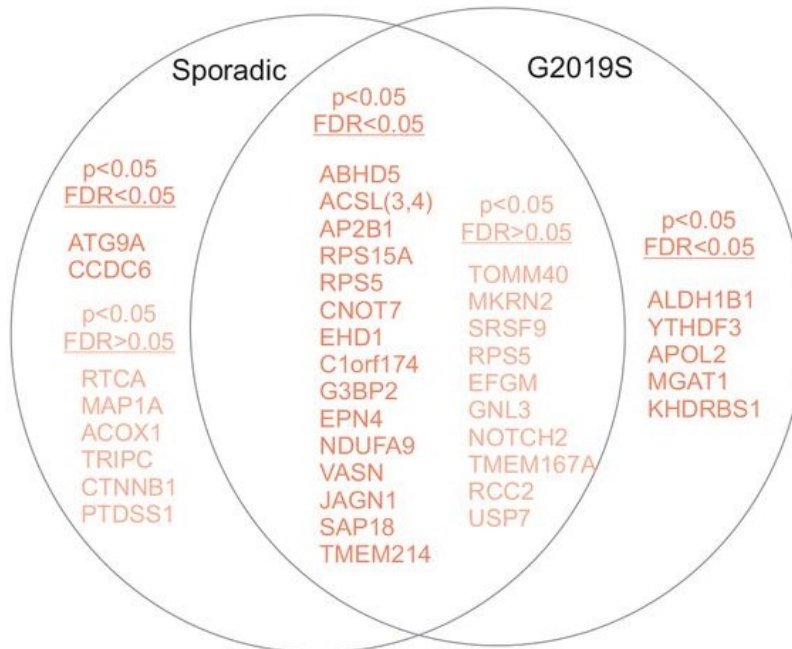 Sporadic
G2019S
p<0.05
FDR<0.05
ATG9A
CCDC6
p<0.05
FDR>0.05
RTCA
MAP1A
ACOX1
TRIPC
CTNNB1
PTDSS1
p<0.05
FDR<0.05
ABHD5
ACSL(3,4)
AP2B1
RPS15A
RPS5
CNOT7
EHD1
C1orf174
G3BP2
EPN4
NDUFA9
VASN
JAGN1
SAP18
TMEM214
p<0.05
FDR>0.05
TOMM40
MKRN2
SRSF9
RPS5
EFGM
GNL3
NOTCH2
TMEM167A
RCC2
USP7
p<0.05
FDR<0.05
ALDH1B1
YTHDF3
APOL2
MGAT1
KHDRBS1